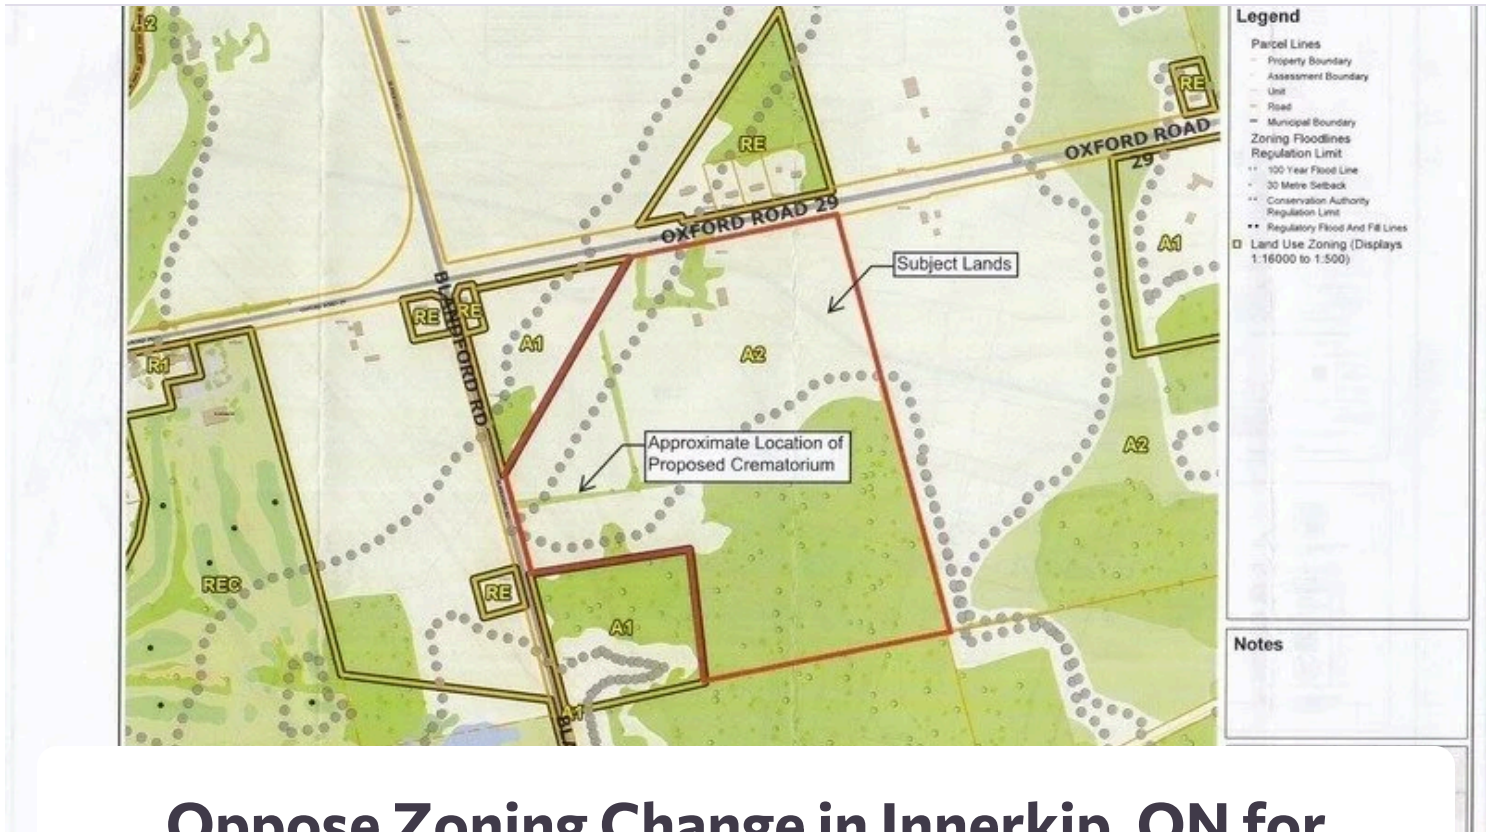 2
RE
RE
OXFORD ROAD
29
OXFORD ROAD 29
A1
Subject Lands
BLANDFORD RD
RE
RE
A1
A2
R1
Approximate Location of
Proposed Crematorium
A2
REC
RE
A1
A1
BLA
Legend
Parcel Lines
Property Boundary
Assessment Boundary
Unit
Road
Municipal Boundary
Zoning Floodlines
Regulation Limit
100 Year Flood Line
30 Metre Setback
Conservation Authority
Regulation Limit
Regulatory Flood And Fill Lines
Land Use Zoning (Displays
1:16000 to 1:500)
Notes
Oppose Zoning Change in Innerkip, ON for